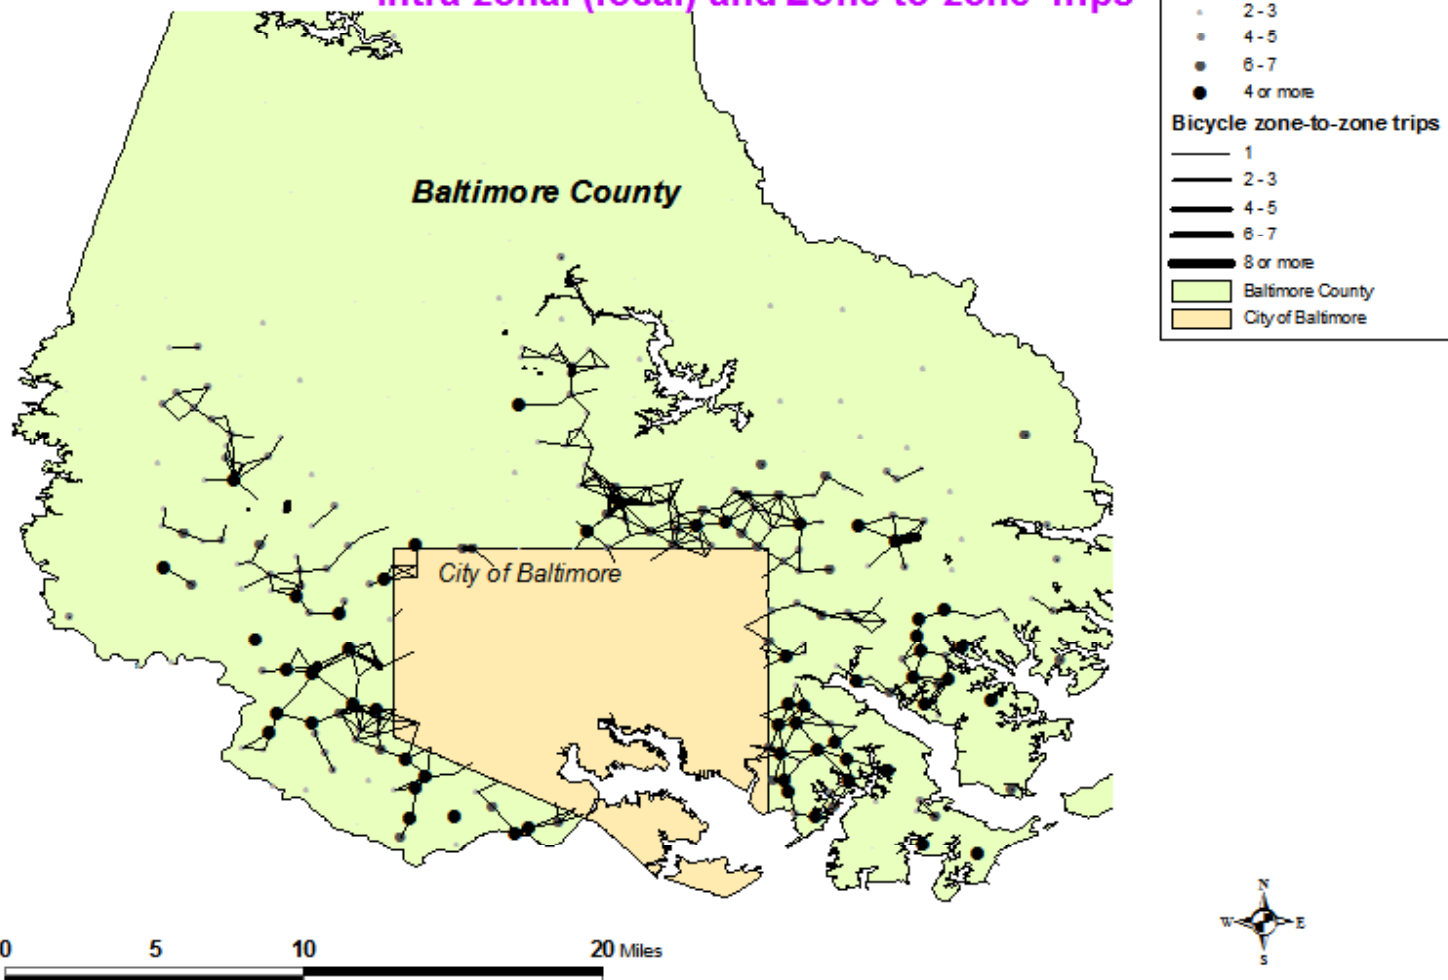 Intra-zonal (local) and Zone-to-zone Trips
2 - 3
4 - 5
6 - 7
4 or more
Bicycle zone-to-zone trips
1
2 - 3
4 - 5
6 - 7
8 or more
Baltimore County
City of Baltimore
Baltimore County
City of Baltimore
0 5 10 20 Miles
N
W E
S